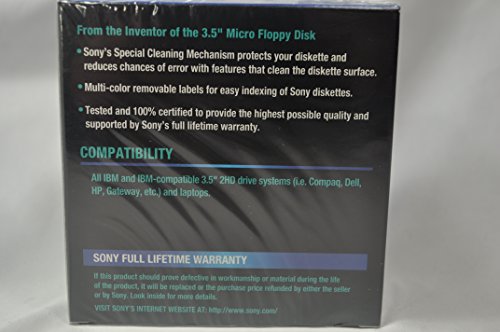 From the Inventor of the 3.5" Micro Floppy Disk
• Sony's Special Cleaning Mechanism protects your diskette and
reduces chances of error with features that clean the diskette surface.
• Multi-color removable labels for easy indexing of Sony diskettes.
• Tested and 100% certified to provide the highest possible quality and
supported by Sony's full lifetime warranty.
COMPATIBILITY
All IBM and IBM-compatible 3.5" 2HD drive systems (i.e. Compaq, Dell,
HP, Gateway, etc.) and laptops.
SONY FULL LIFETIME WARRANTY
If this product should prove defective in workmanship or material during the life
of the product, it will be replaced or the purchase price refunded by either the seller
or by Sony. Look inside for more details.
VISIT SONY'S INTERNET WEBSITE AT: http://www.sony.com/